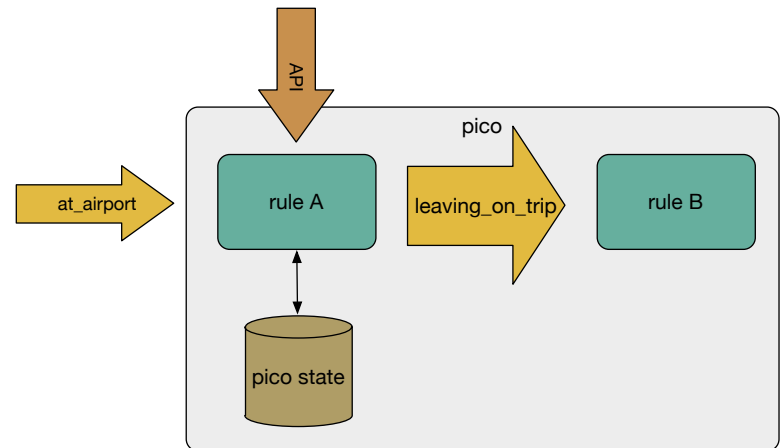 API
pico
at_airport
rule A
leaving_on_trip
rule B
pico state